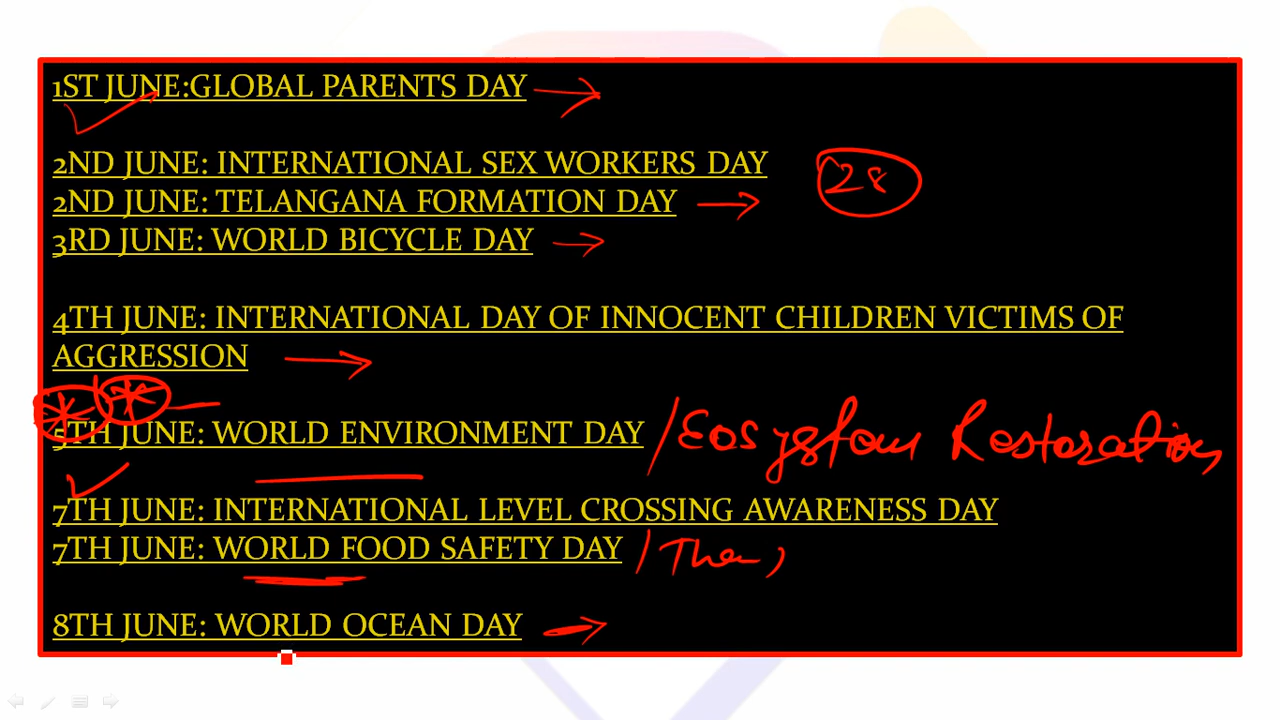 1ST JUNE:GLOBAL PARENTS DAY
2ND JUNE: INTERNATIONAL SEX WORKERS DAY
28
2ND JUNE: TELANGANA FORMATION DAY
3RD JUNE: WORLD BICYCLE DAY
4TH JUNE: INTERNATIONAL DAY OF INNOCENT CHILDREN VICTIMS OF
AGGRESSION
5TH JUNE: WORLD ENVIRONMENT DAY / Restoration
7TH JUNE: INTERNATIONAL LEVEL CROSSING AWARENESS DAY
7TH JUNE: WORLD FOOD SAFETY DAY /
8TH JUNE: WORLD OCEAN DAY